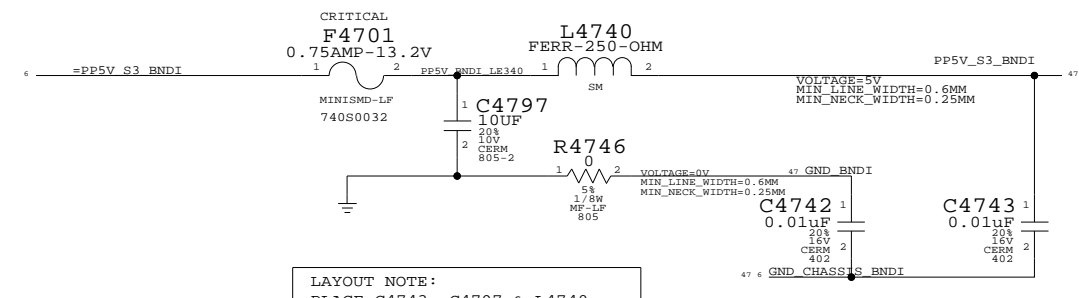 CRITICAL
F4701
0.75AMP-13.2V
L4740
FERR-250-OHM
6 =PP5V_S3_BNDI
1 2
PP5V_BNDI_LE340
1 2
PP5V_S3_BNDI
47
MINISMD-LF
740S0032
SM
VOLTAGE=5V
MIN_LINE_WIDTH=0.6MM
MIN_NECK_WIDTH=0.25MM
1 C4797
10UF
20%
10V
2 CERM
805-2
R4746
0
1 2
5%
1/8W
MF-LF
805
VOLTAGE=0V
MIN_LINE_WIDTH=0.6MM
MIN_NECK_WIDTH=0.25MM
47 GND_BNDI
C4742 1
0.01uF
20%
16V
CERM 2
402
C4743 1
0.01uF
20%
16V
CERM 2
402
47 6 GND_CHASSIS_BNDI
LAYOUT NOTE: